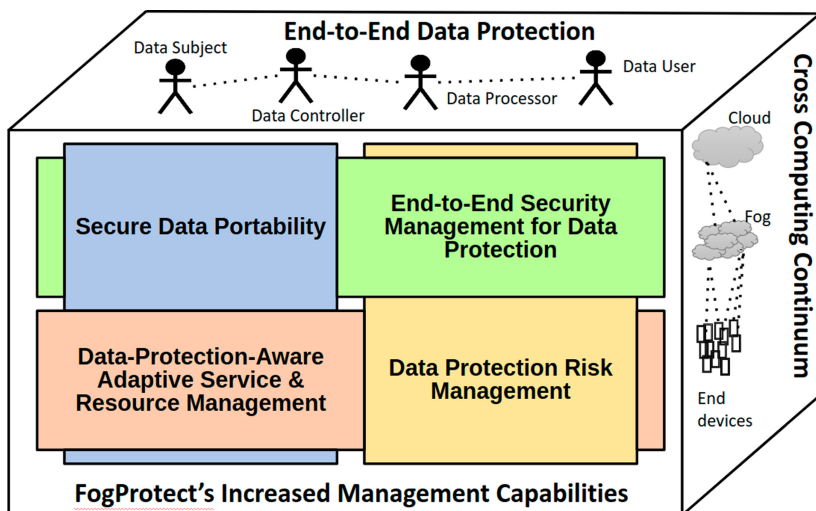 End-to-End Data Protection
Data Subject
Data Controller
Data Processor
Data User
Cross Computing Continuum
Cloud
Fog
End
devices
Secure Data Portability
End-to-End Security
Management for Data
Protection
Data-Protection-Aware
Adaptive Service &
Resource Management
Data Protection Risk
Management
FogProtect's Increased Management Capabilities